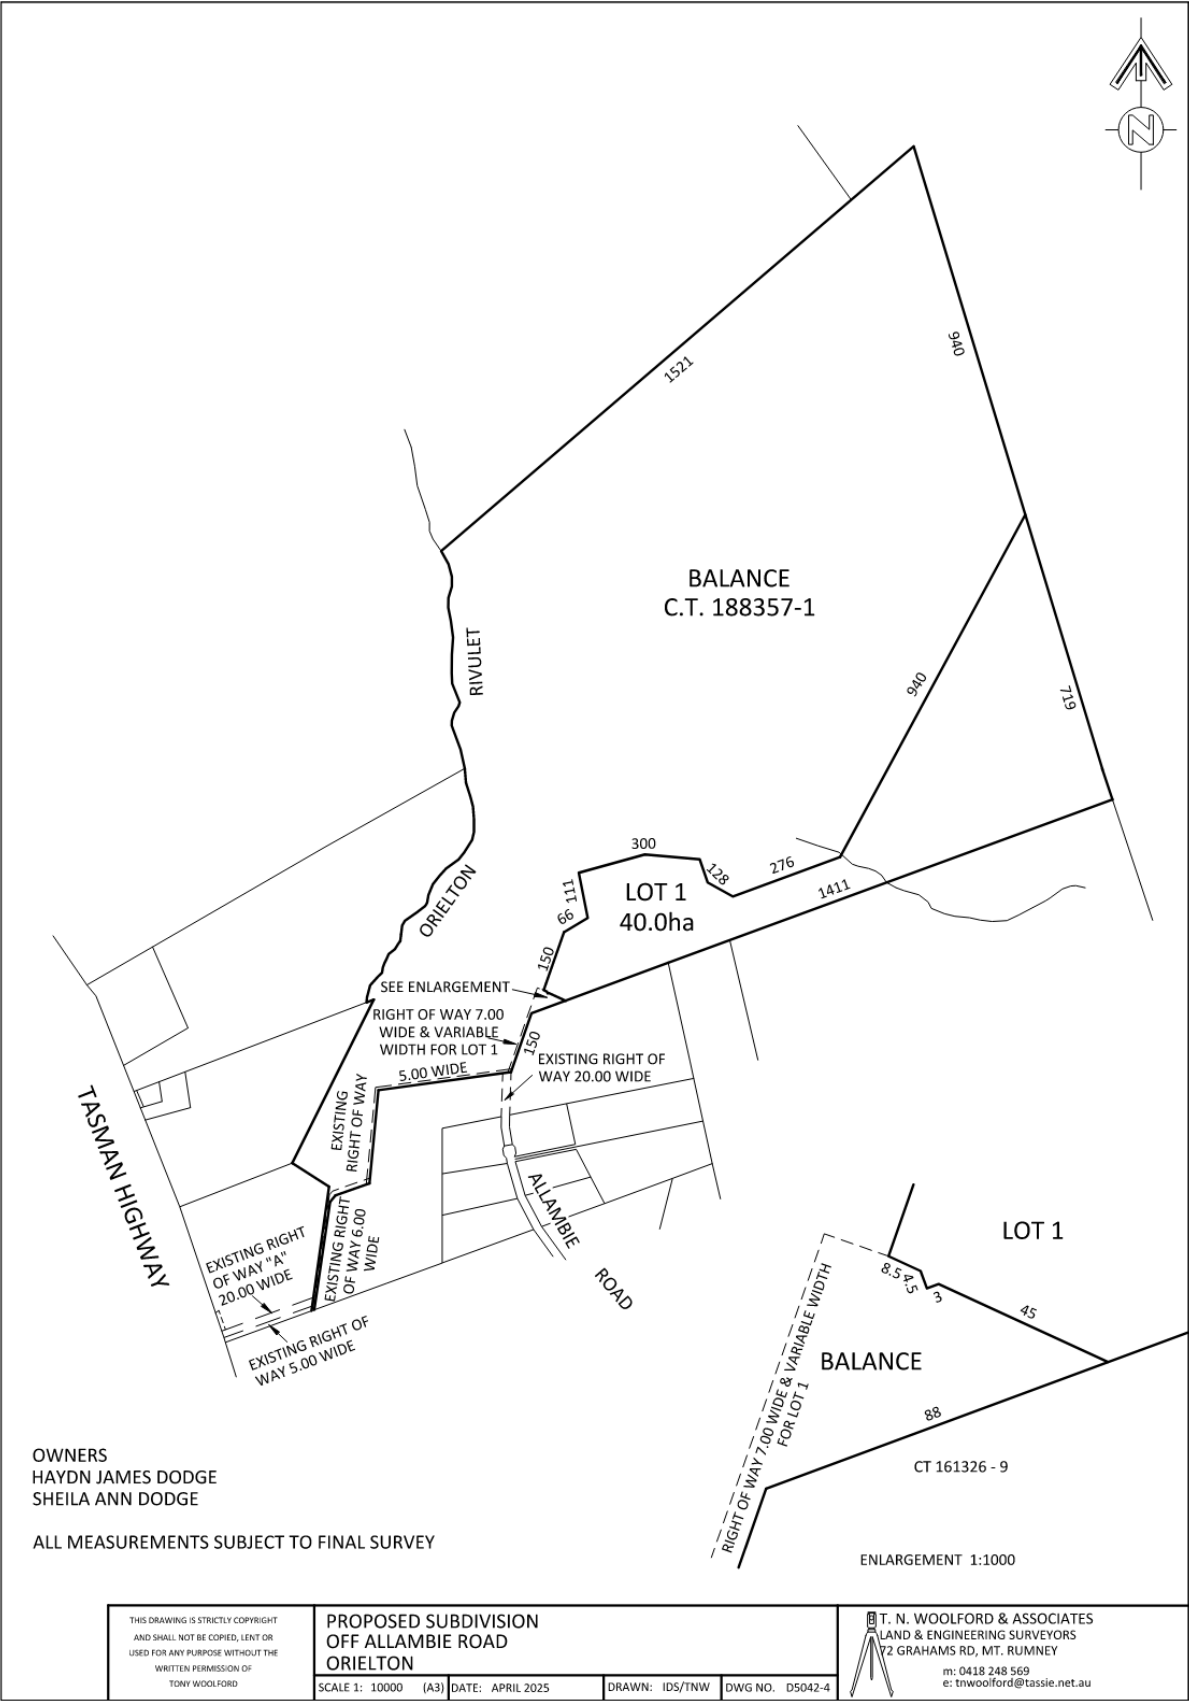 N
1521
940
BALANCE
C.T. 188357-1
RIVULET
940
719
300
128
276
1411
111
LOT 1
40.0ha
66
ORIELTON
150
SEE ENLARGEMENT
RIGHT OF WAY 7.00
WIDE & VARIABLE
WIDTH FOR LOT 1
150
EXISTING RIGHT OF
WAY 20.00 WIDE
5.00 WIDE
EXISTING
RIGHT OF WAY
TASMAN HIGHWAY
ALLAMBIE
ROAD
EXISTING RIGHT
OF WAY 6.00
WIDE
EXISTING RIGHT
OF WAY "A"
20.00 WIDE
EXISTING RIGHT OF
WAY 5.00 WIDE
LOT 1
8.5
4.5
3
45
BALANCE
88
RIGHT OF WAY 7.00 WIDE & VARIABLE WIDTH
FOR LOT 1
CT 161326 - 9
ENLARGEMENT 1:1000
OWNERS
HAYDN JAMES DODGE
SHEILA ANN DODGE
ALL MEASUREMENTS SUBJECT TO FINAL SURVEY
THIS DRAWING IS STRICTLY COPYRIGHT
AND SHALL NOT BE COPIED, LENT OR
USED FOR ANY PURPOSE WITHOUT THE
WRITTEN PERMISSION OF
TONY WOOLFORD
PROPOSED SUBDIVISION
OFF ALLAMBIE ROAD
ORIELTON
SCALE 1: 10000 (A3)
DATE: APRIL 2025
DRAWN: IDS/TNW
DWG NO. D5042-4
T. N. WOOLFORD & ASSOCIATES
LAND & ENGINEERING SURVEYORS
72 GRAHAMS RD, MT. RUMNEY
m: 0418 248 569
e: tnwoolford@tassie.net.au